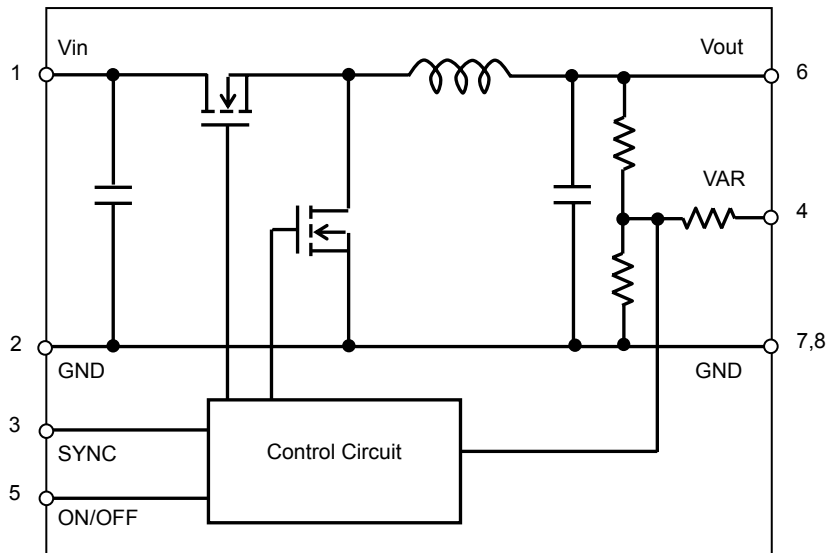 Vin
Vout
1
6
VAR
4
2
7,8
GND
GND
3
SYNC
Control Circuit
5
ON/OFF